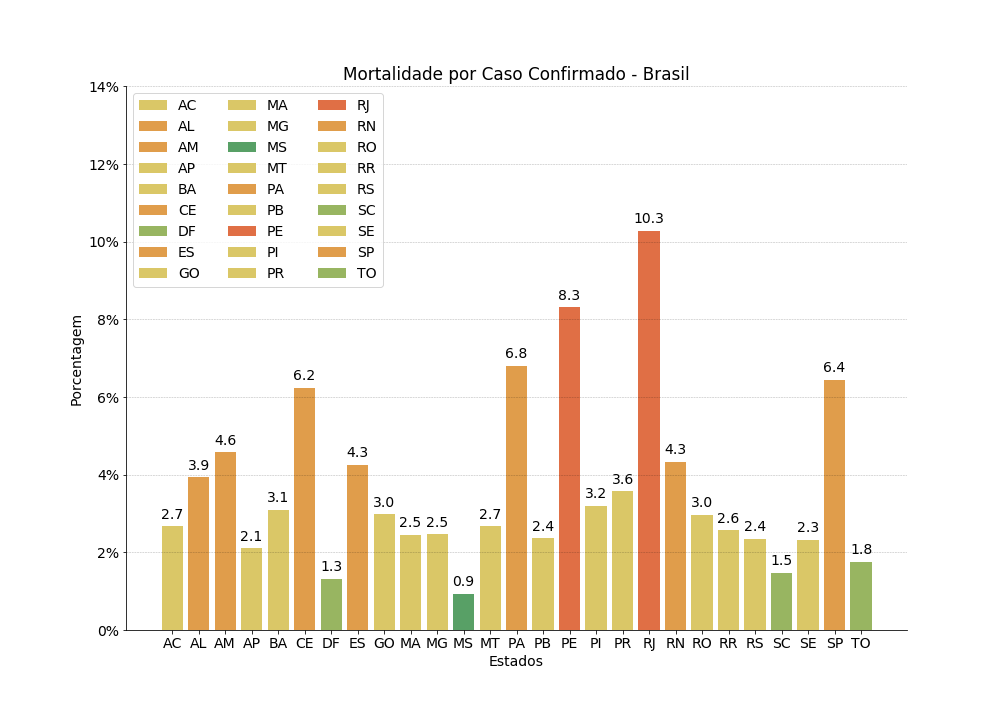 Mortalidade por Caso Confirmado - Brasil
14%
12%
10%
8%
6%
4%
2%
0%
Porcentagem
AC MA RJ
AL MG RN
AM MS RO
AP MT RR
BA PA RS
CE PB SC
DF PE SE
ES PI SP
GO PR TO
2.7 3.9 4.6 2.1 3.1 6.2 1.3 4.3 3.0 2.5 2.5 0.9 2.7 6.8 2.4 8.3 3.2 3.6 10.3 4.3 3.0 2.6 2.4 1.5 2.3 6.4 1.8
AC AL AM AP BA CE DF ES GO MA MG MS MT PA PB PE PI PR RJ RN RO RR RS SC SE SP TO
Estados